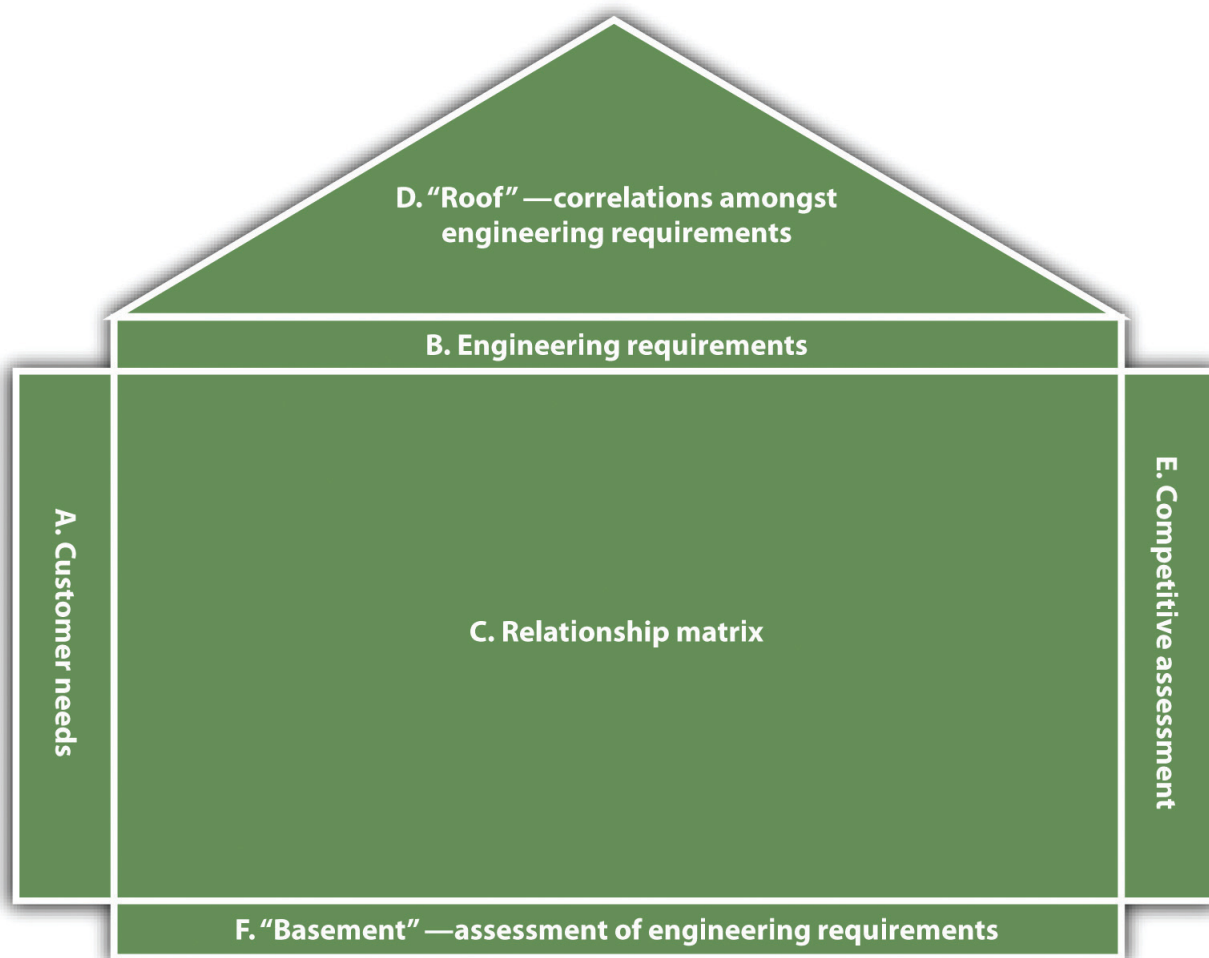 D. “Roof” —correlations amongst
engineering requirements
B. Engineering requirements
A. Customer needs
C. Relationship matrix
E. Competitive assessment
F. “Basement” —assessment of engineering requirements